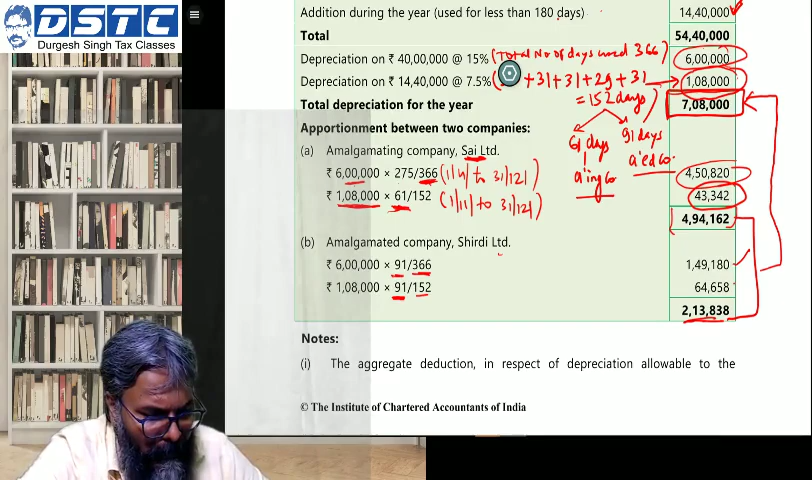 DSTC
Durgesh Singh Tax Classes
Addition during the year (used for less than 180 days) 14,40,000
Total 54,40,000
Depreciation on ₹ 40,00,000 @ 15% (Total No of days used 366) 6,00,000
Depreciation on ₹ 14,40,000 @ 7.5% ( +31+31+29+31 1,08,000
= 152 days)
Total depreciation for the year 7,08,000
61 days 91 days
Apportionment between two companies:
a'ing co a'ed co.
(a) Amalgamating company, Sai Ltd.
₹ 6,00,000 × 275/366 (1/4 to 31/12) 4,50,820
₹ 1,08,000 × 61/152 (1/11 to 31/12) 43,342
4,94,162
(b) Amalgamated company, Shirdi Ltd.
₹ 6,00,000 × 91/366 1,49,180
₹ 1,08,000 × 91/152 64,658
2,13,838
Notes:
(i) The aggregate deduction, in respect of depreciation allowable to the
© The Institute of Chartered Accountants of India